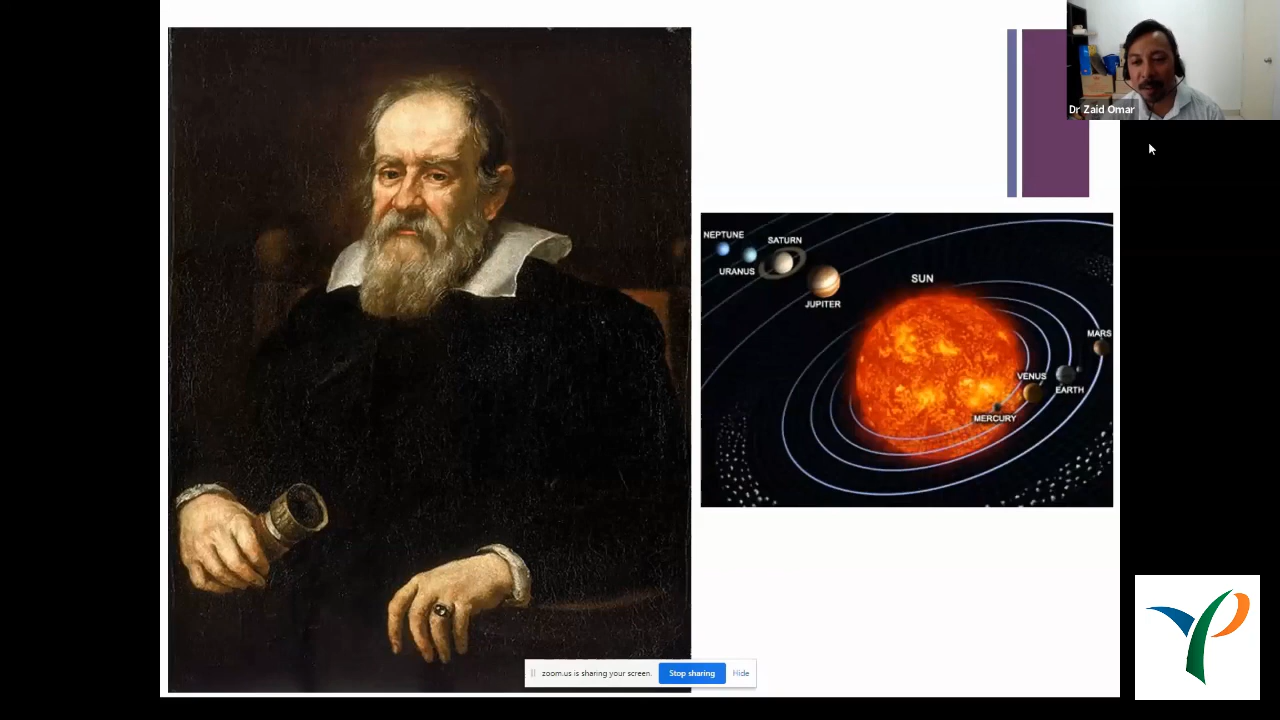 Dr Zaid Omar
NEPTUNE
SATURN
URANUS
SUN
JUPITER
MARS
VENUS
EARTH
MERCURY
zoom.us is sharing your screen.
Stop sharing
Hide